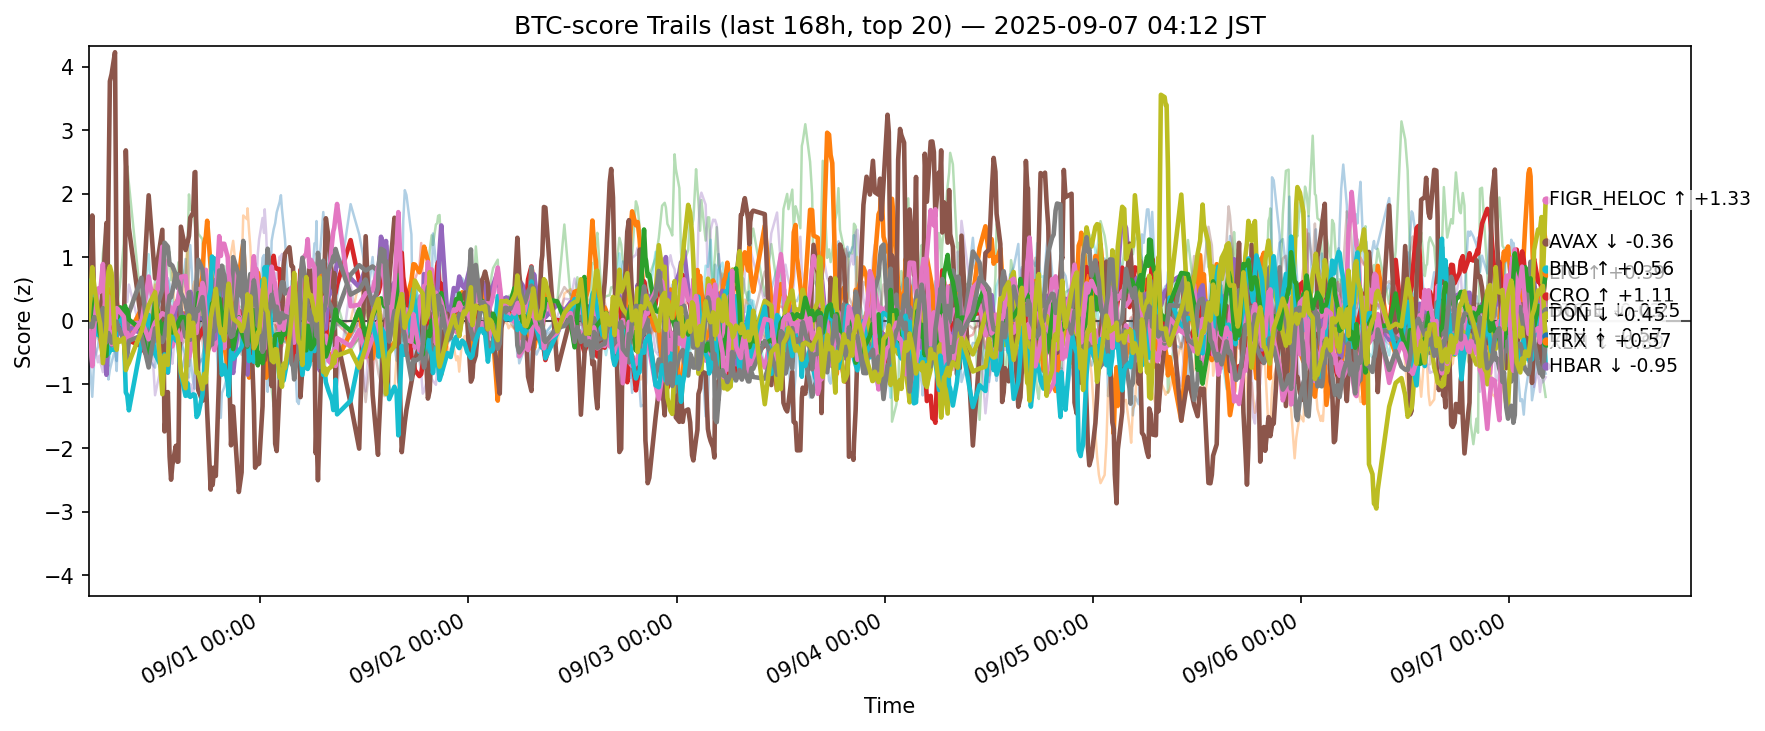 BTC-score Trails (last 168h, top 20) — 2025-09-07 04:12 JST
Score (z)
4
3
2
1
0
−1
−2
−3
−4
FIGR_HELOC ↑ +1.33
AVAX ↓ -0.36
BNB ↑ +0.56
CRO ↑ +1.11
TON ↓ -0.45
TRX ↑ +0.57
HBAR ↓ -0.95
09/01 00:00
09/02 00:00
09/03 00:00
09/04 00:00
09/05 00:00
09/06 00:00
09/07 00:00
Time